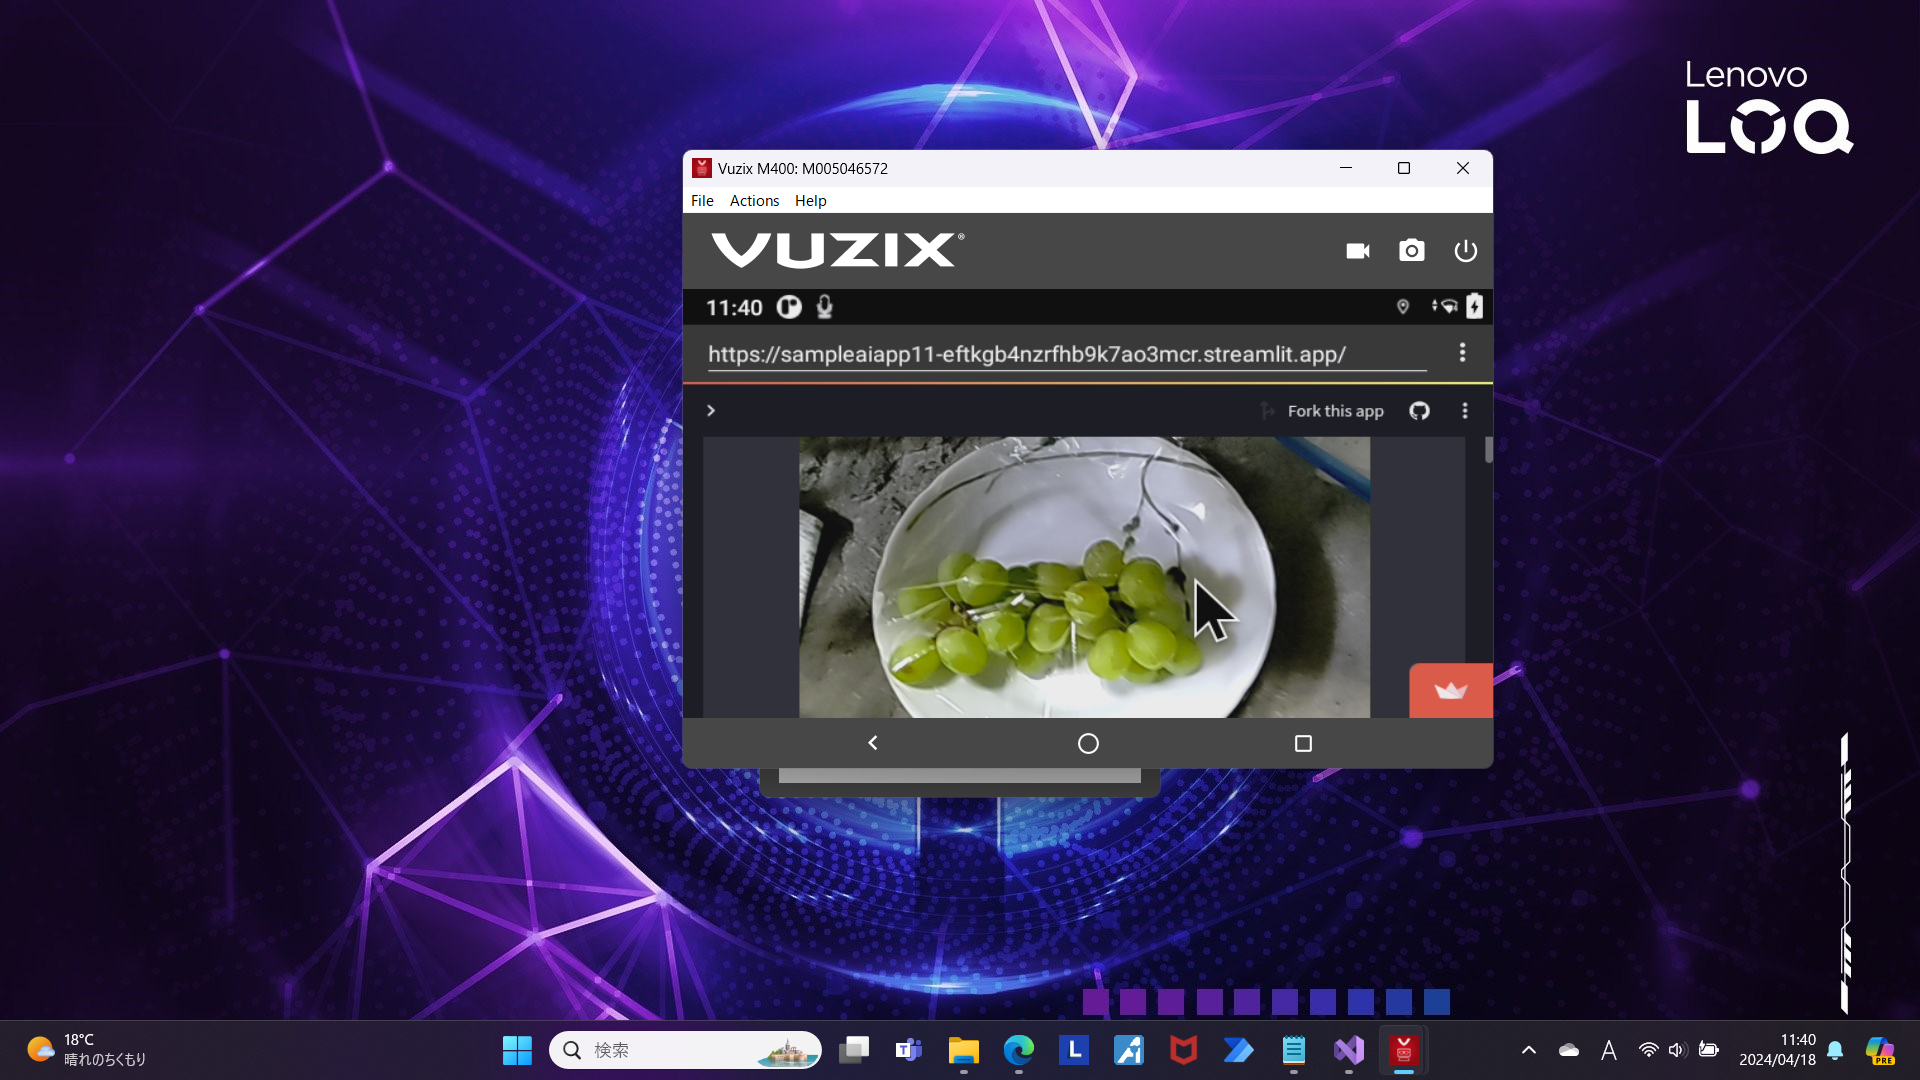 Lenovo
LOQ
Vuzix M400: M005046572
File Actions Help
VUZIX®
11:40
https://sampleaiapp11-eftkgb4nzrfhb9k7ao3mcr.streamlit.app/
Fork this app
18°C
晴れのちくもり
検索
T
L
A
11:40
2024/04/18
PRE